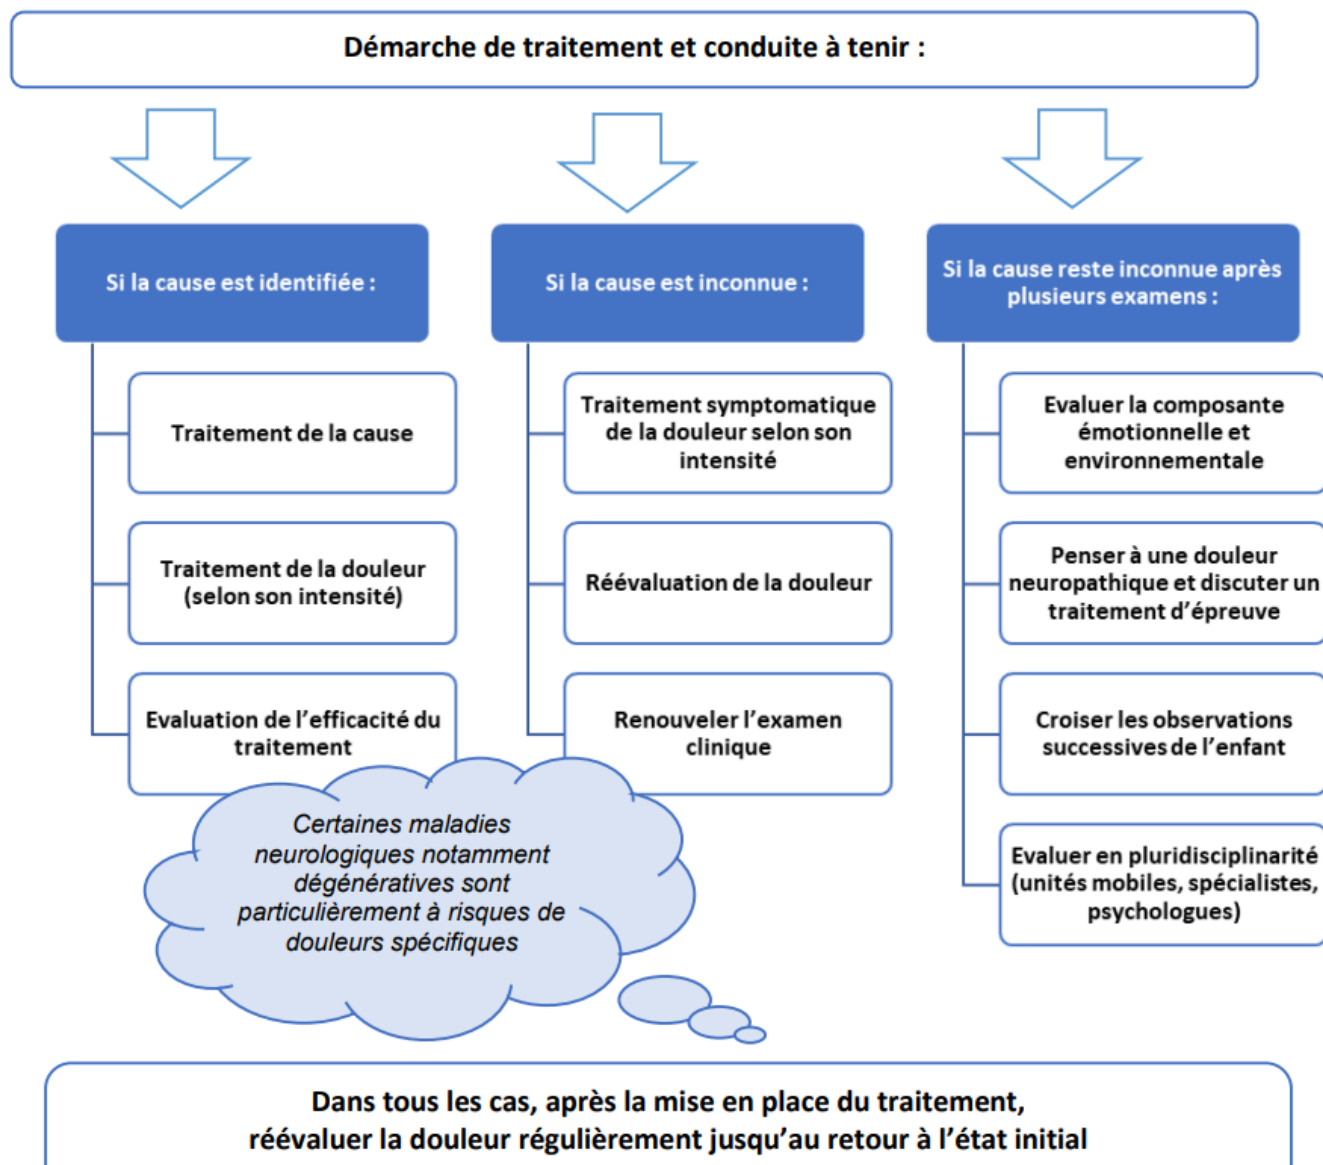 Démarche de traitement et conduite à tenir :
Si la cause est identifiée :
Traitement de la cause
Traitement de la douleur
(selon son intensité)
Evaluation de l'efficacité du
traitement
Si la cause est inconnue :
Traitement symptomatique
de la douleur selon son
intensité
Réévaluation de la douleur
Renouveler l'examen
clinique
Si la cause reste inconnue après
plusieurs examens :
Evaluer la composante
émotionnelle et
environnementale
Penser à une douleur
neuropathique et discuter un
traitement d'épreuve
Croiser les observations
successives de l'enfant
Evaluer en pluridisciplinarité
(unités mobiles, spécialistes,
psychologues)
Certaines maladies
neurologiques notamment
dégénératives sont
particulièrement à risques de
douleurs spécifiques
Dans tous les cas, après la mise en place du traitement,
réévaluer la douleur régulièrement jusqu'au retour à l'état initial